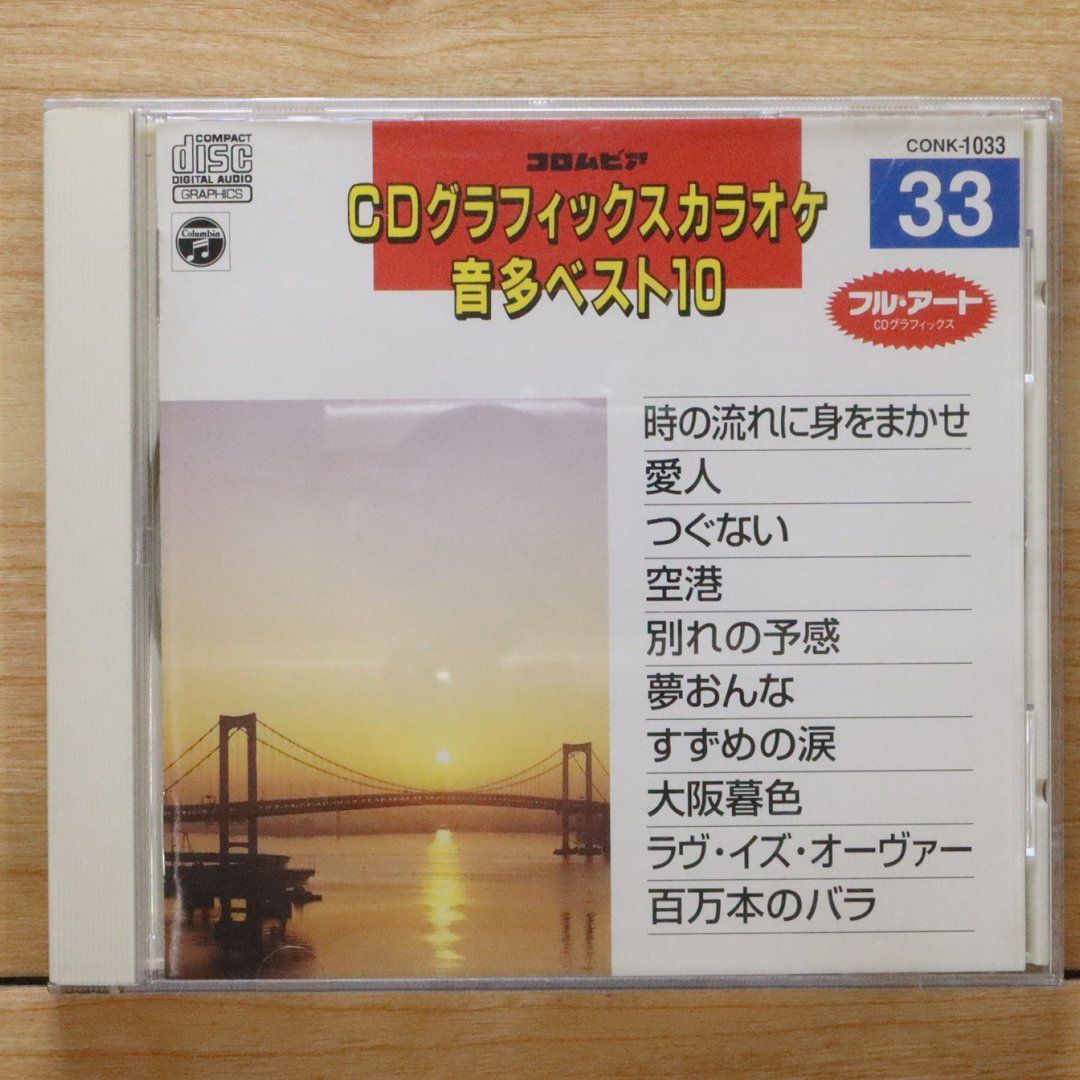 COMPACT
disc
DIGITAL AUDIO
GRAPHICS
Columbia
コロムビア
CDグラフィックスカラオケ
音多ベスト10
CONK-1033
33
フル・アート
CDグラフィックス
時の流れに身をまかせ
愛人
つぐない
空港
別れの予感
夢おんな
すずめの涙
大阪暮色
ラヴ・イズ・オーヴァー
百万本のバラ